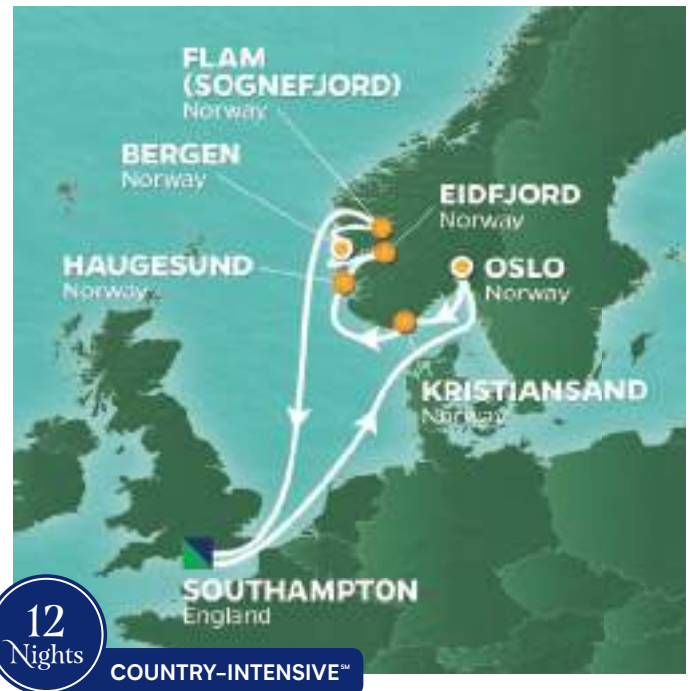 FLAM
(SOGNEFJORD)
Norway
BERGEN
Norway
EIDFJORD
Norway
HAUGESUND
Norway
OSLO
Norway
KRISTIANSAND
Norway
SOUTHAMPTON
England
12
Nights
COUNTRY-INTENSIVE℠